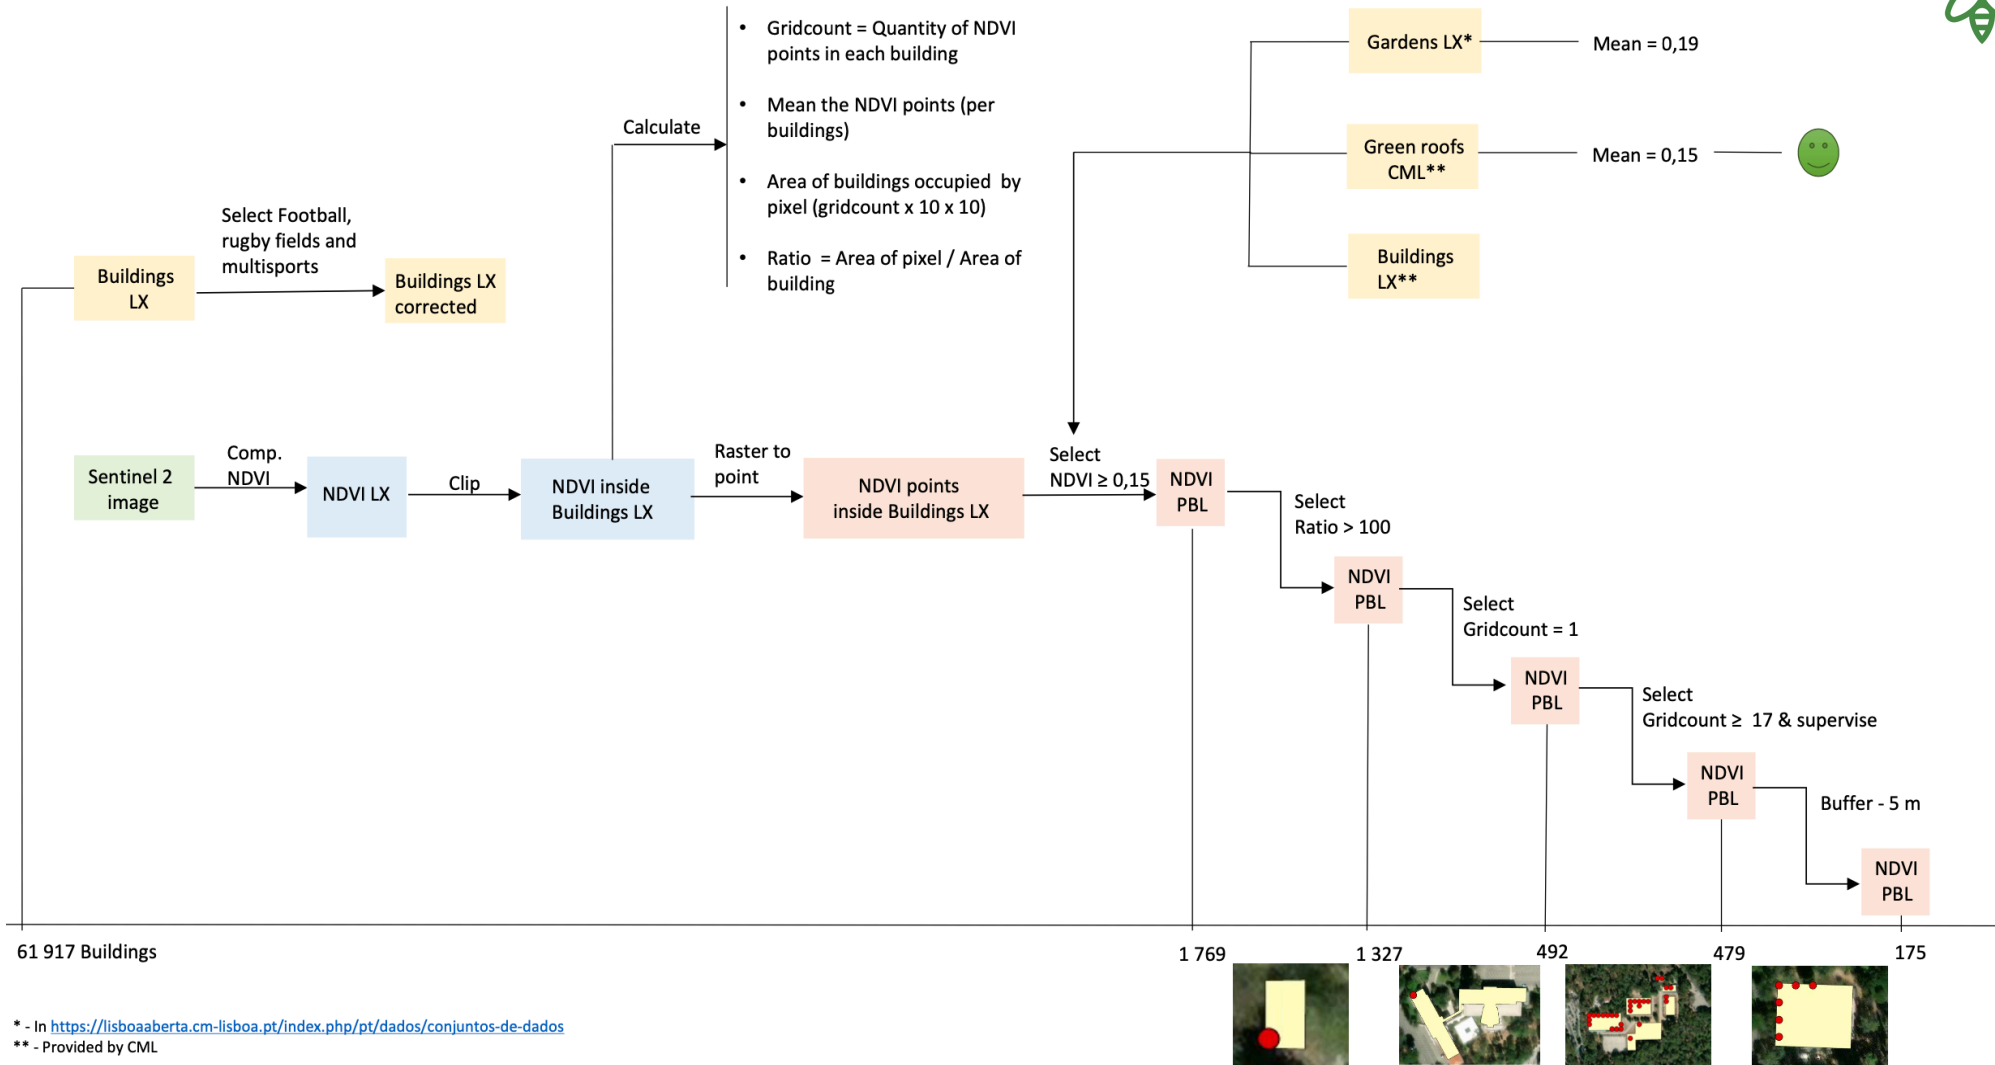 • Gridcount = Quantity of NDVI
points in each building
• Mean the NDVI points (per
buildings)
• Area of buildings occupied by
pixel (gridcount x 10 x 10)
• Ratio = Area of pixel / Area of
building
Calculate
Gardens LX*
Mean = 0,19
Green roofs
CML**
Mean = 0,15
Buildings
LX**
Select Football,
rugby fields and
multisports
Buildings
LX
Buildings LX
corrected
Sentinel 2
image
Comp.
NDVI
NDVI LX
Clip
NDVI inside
Buildings LX
Raster to
point
NDVI points
inside Buildings LX
Select
NDVI ≥ 0,15
NDVI
PBL
Select
Ratio > 100
NDVI
PBL
Select
Gridcount = 1
NDVI
PBL
Select
Gridcount ≥ 17 & supervise
NDVI
PBL
Buffer - 5 m
NDVI
PBL
61 917 Buildings
1 769
1 327
492
479
175
* - In https://lisboaaberta.cm-lisboa.pt/index.php/pt/dados/conjuntos-de-dados
** - Provided by CML